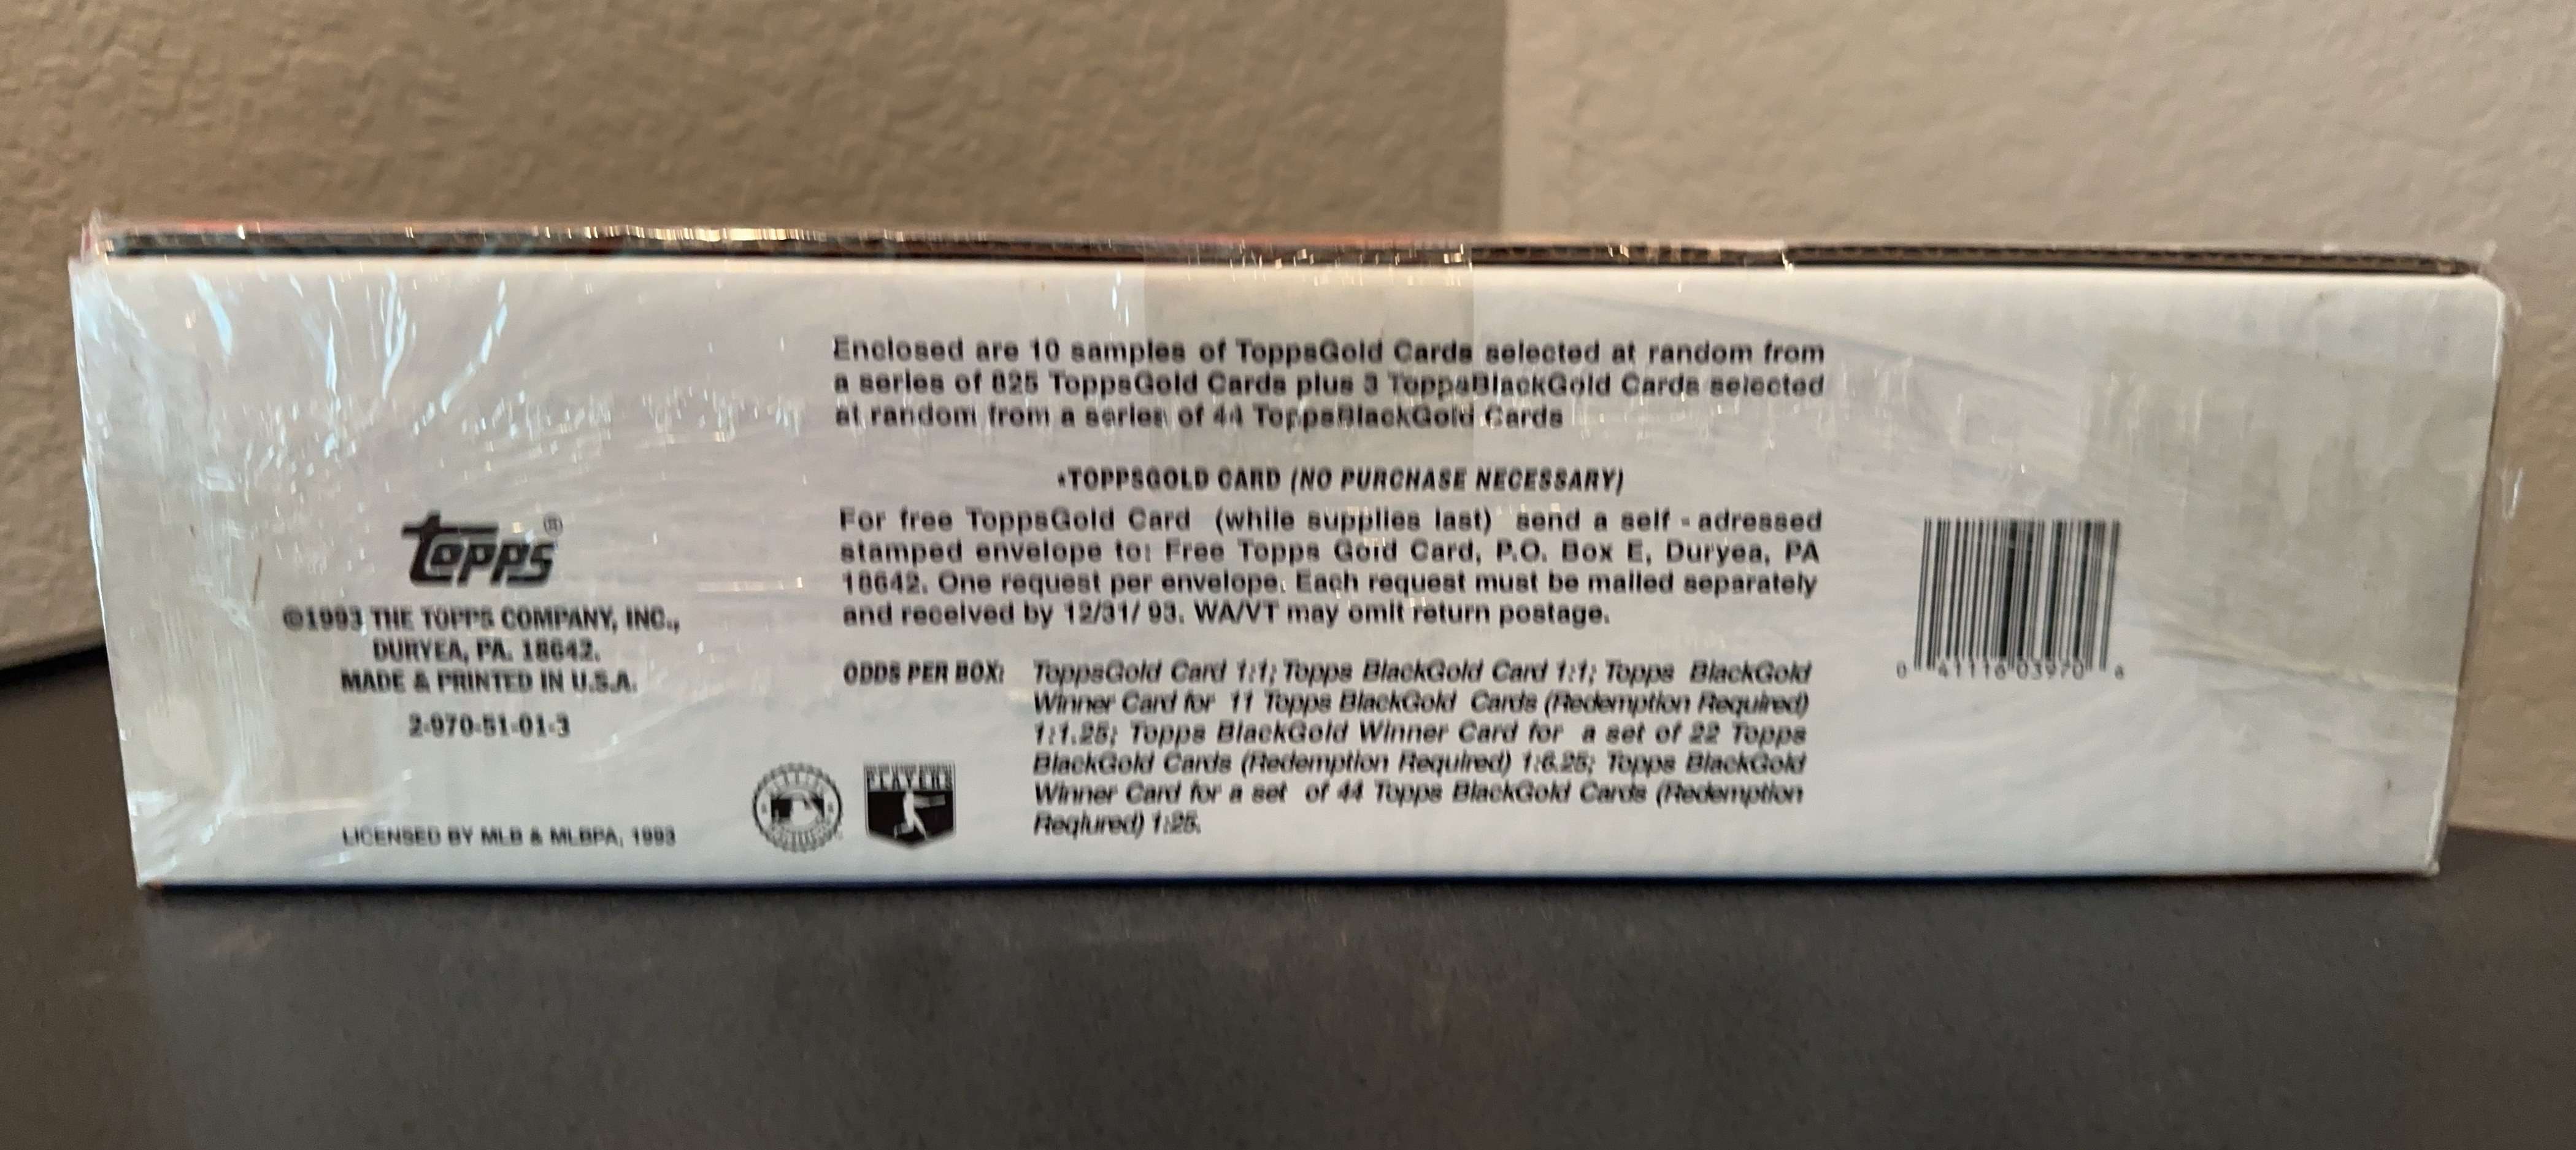 Enclosed are 10 samples of ToppsGold Cards selected at random from
a series of 825 ToppsGold Cards plus 3 ToppsBlackGold Cards selected
at random from a series of 44 ToppsBlackGold Cards
•TOPPSGOLD CARD (NO PURCHASE NECESSARY)
For free ToppsGold Card (while supplies last) send a self - adressed
stamped envelope to: Free Topps Gold Card, P.O. Box E, Duryea, PA
18642. One request per envelope. Each request must be mailed separately
and received by 12/31/ 93. WA/VT may omit return postage.
ODDS PER BOX: ToppsGold Card 1:1; Topps BlackGold Card 1:1; Topps BlackGold
Winner Card for 11 Topps BlackGold Cards (Redemption Required)
1:1.25; Topps BlackGold Winner Card for a set of 22 Topps
BlackGold Cards (Redemption Required) 1:6.25; Topps BlackGold
Winner Card for a set of 44 Topps BlackGold Cards (Redemption
Reqiured) 1:25.
Topps®
©1993 THE TOPPS COMPANY, INC.,
DURYEA, PA. 18642.
MADE & PRINTED IN U.S.A.
2-970-51-01-3
LICENSED BY MLB & MLBPA, 1993
PLAYERS
0 41116 03970 6